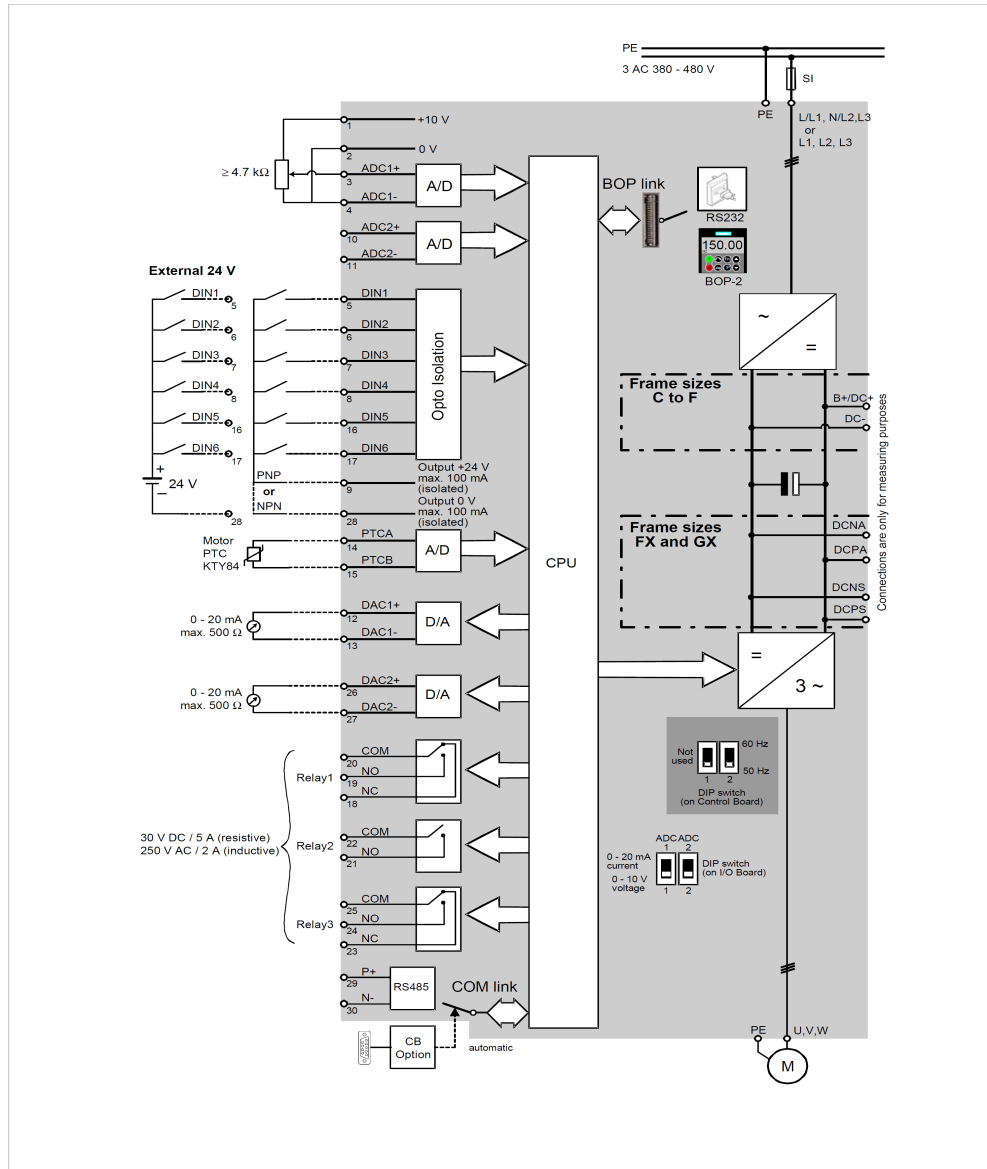 PE
3 AC 380 - 480 V
SI
PE
L/L1, N/L2,L3
or
L1, L2, L3
1
+10 V
2
0 V
≥ 4.7 kΩ
3
ADC1+
4
ADC1-
A/D
10
ADC2+
11
ADC2-
A/D
BOP link
RS232
150.00
BOP-2
External 24 V
DIN1
5
DIN2
6
DIN3
7
DIN4
8
DIN5
16
DIN6
17
+
24 V
–
28
DIN1
5
DIN2
6
DIN3
7
DIN4
8
DIN5
16
DIN6
17
Opto Isolation
PNP
or
NPN
9
Output +24 V
max. 100 mA
(isolated)
28
Output 0 V
max. 100 mA
(isolated)
Motor
PTC
KTY84
PTCA
14
PTCB
15
A/D
CPU
0 - 20 mA
max. 500 Ω
DAC1+
12
DAC1-
13
D/A
0 - 20 mA
max. 500 Ω
DAC2+
26
DAC2-
27
D/A
30 V DC / 5 A (resistive)
250 V AC / 2 A (inductive)
Relay1
COM
20
NO
19
NC
18
Relay2
COM
22
NO
21
Relay3
COM
25
NO
24
NC
23
P+
29
N-
30
RS485
COM link
CB
Option
automatic
~
=
Frame sizes
C to F
B+/DC+
DC-
Frame sizes
FX and GX
DCNA
DCPA
DCNS
DCPS
Connections are only for measuring purposes
=
3 ~
Not
used
60 Hz
50 Hz
1
2
DIP switch
(on Control Board)
ADC ADC
1 2
0 - 20 mA
current
0 - 10 V
voltage
1
2
DIP switch
(on I/O Board)
PE
U,V,W
M